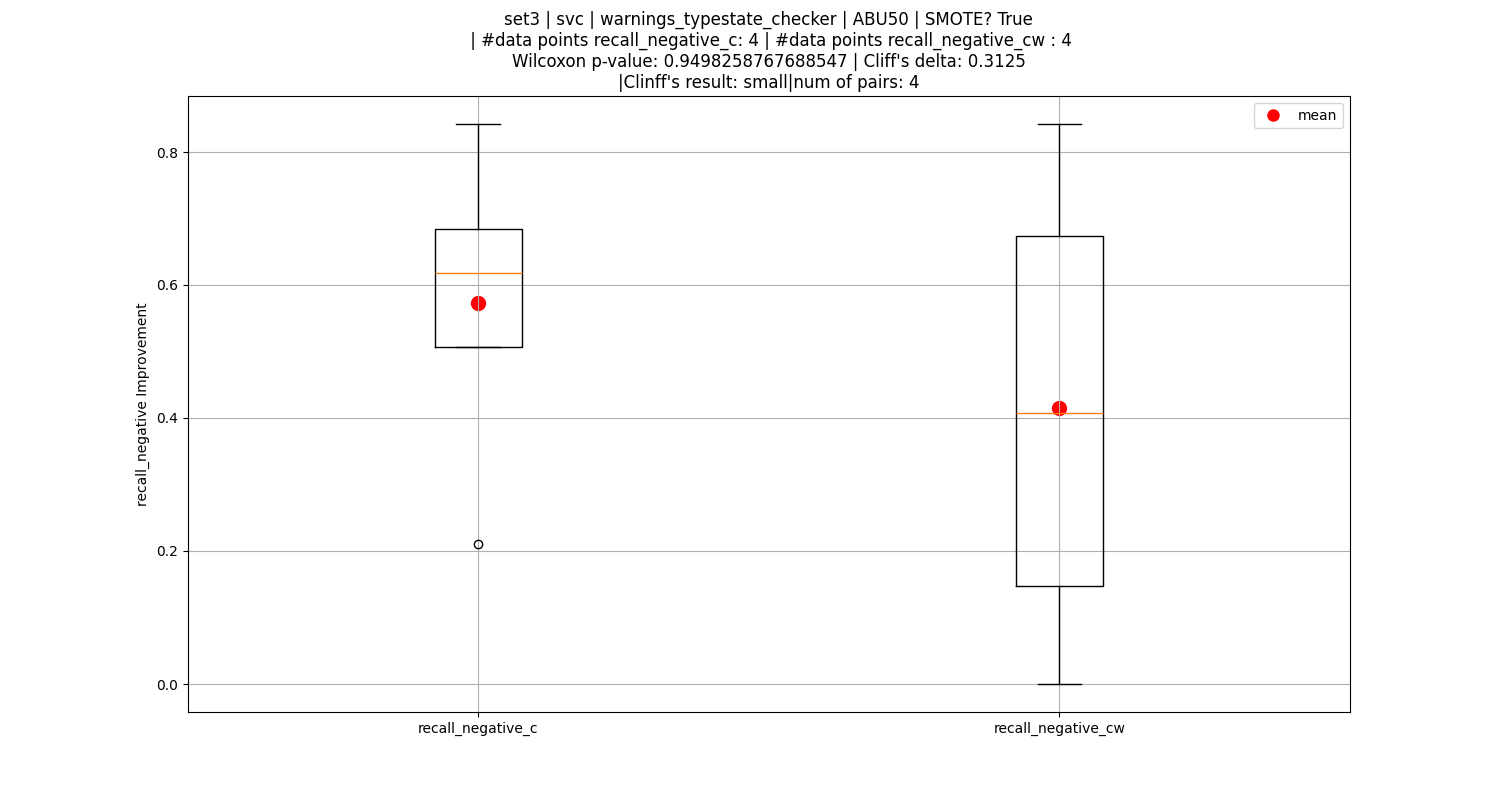 set3 | svc | warnings_typestate_checker | ABU50 | SMOTE? True
| #data points recall_negative_c: 4 | #data points recall_negative_cw : 4
Wilcoxon p-value: 0.9498258767688547 | Cliff's delta: 0.3125
|Clinff's result: small|num of pairs: 4
mean
0.8
0.6
0.4
0.2
0.0
recall_negative Improvement
recall_negative_c
recall_negative_cw